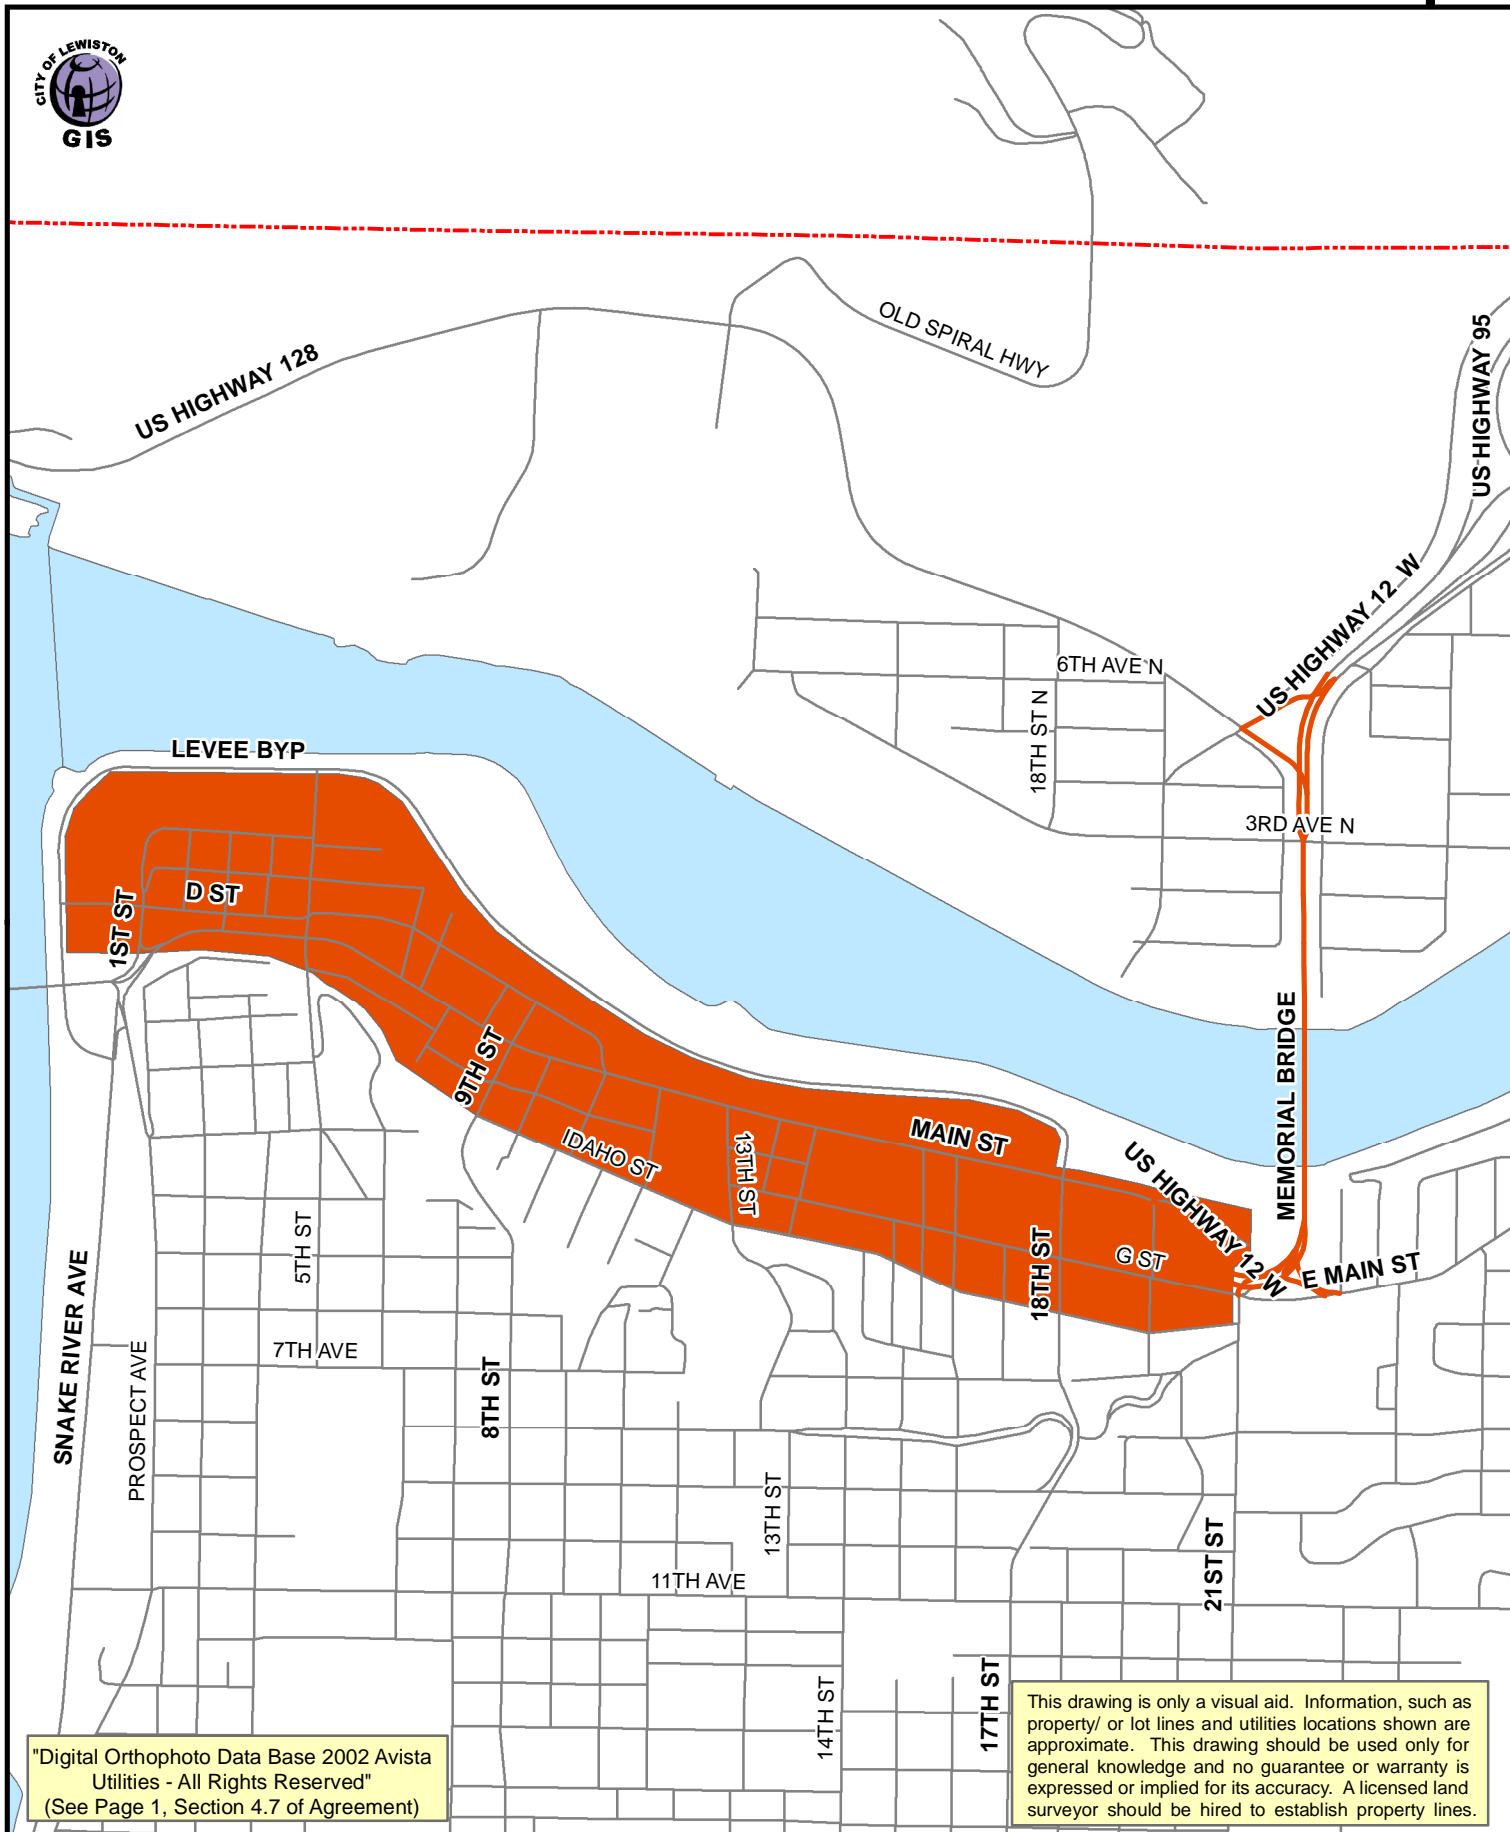 CITY OF LEWISTON
GIS
OLD SPIRAL HWY
US HIGHWAY 95
US HIGHWAY 128
US HIGHWAY 12 W
6TH AVE N
18TH ST N
LEVEE BYP
3RD AVE N
D ST
1ST ST
MEMORIAL BRIDGE
9TH ST
MAIN ST
IDAHO ST
13TH ST
US HIGHWAY 12 W
5TH ST
18TH ST
G ST
E MAIN ST
SNAKE RIVER AVE
7TH AVE
PROSPECT AVE
8TH ST
13TH ST
21ST ST
11TH AVE
14TH ST
17TH ST
"Digital Orthophoto Data Base 2002 Avista
Utilities - All Rights Reserved"
(See Page 1, Section 4.7 of Agreement)
This drawing is only a visual aid. Information, such as
property/ or lot lines and utilities locations shown are
approximate. This drawing should be used only for
general knowledge and no guarantee or warranty is
expressed or implied for its accuracy. A licensed land
surveyor should be hired to establish property lines.